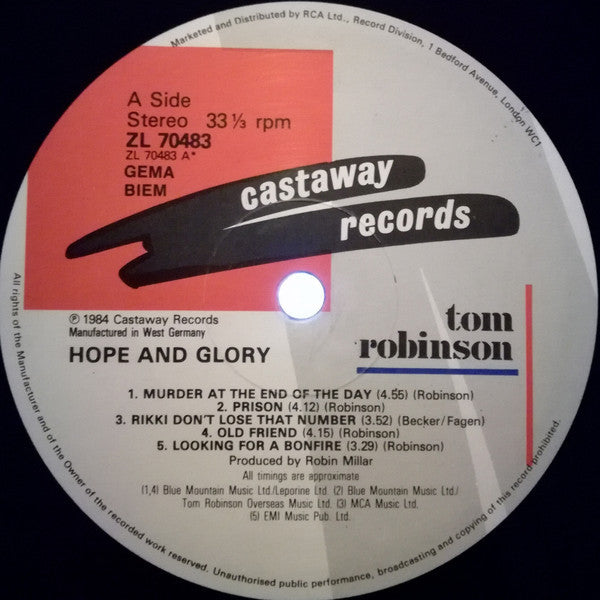 Marketed and Distributed by RCA Ltd., Record Division, 1 Bedford Avenue, London WC1
A Side
Stereo 33 ⅓ rpm
ZL 70483
ZL 70483 A*
GEMA
BIEM
castaway
records
℗ 1984 Castaway Records
Manufactured in West Germany
HOPE AND GLORY
tom
robinson
1. MURDER AT THE END OF THE DAY (4.55) (Robinson)
2. PRISON (4.12) (Robinson)
3. RIKKI DON'T LOSE THAT NUMBER (3.52) (Becker/Fagen)
4. OLD FRIEND (4.15) (Robinson)
5. LOOKING FOR A BONFIRE (3.29) (Robinson)
Produced by Robin Millar
All timings are approximate
(1,4) Blue Mountain Music Ltd./Leporine Ltd. (2) Blue Mountain Music Ltd./
Tom Robinson Overseas Music Ltd. (3) MCA Music Ltd.
(5) EMI Music Pub. Ltd.
All rights of the Manufacturer and of the Owner of the recorded work reserved. Unauthorised public performance, broadcasting and copying of this record prohibited.